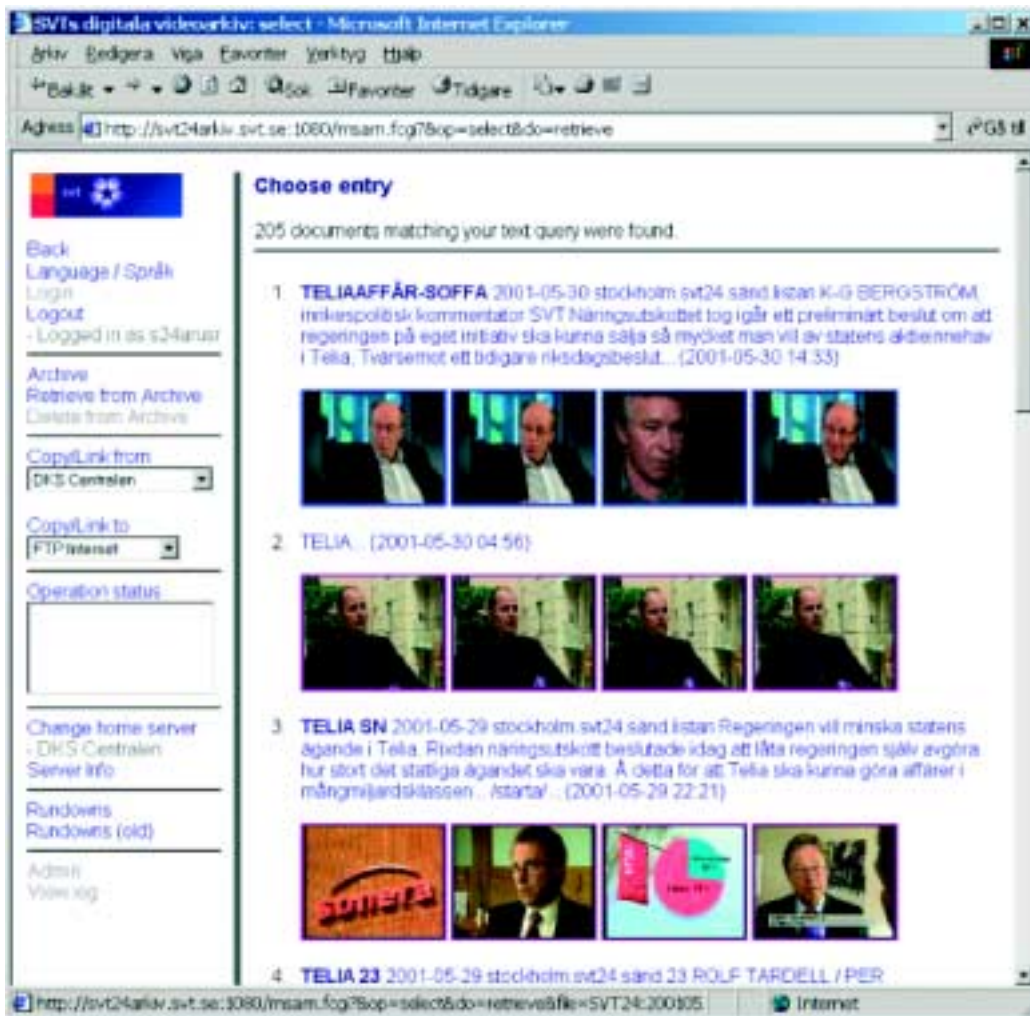 SVTs digitala videoarkiv: select - Microsoft Internet Explorer
Arkiv Redigera Visa Favoriter Verktyg Hjälp
Bakåt Sök Favoriter Tidigare
Adress http://svt24arkiv.svt.se:1080/msam.fcgi?&op=select&do=retrieve Gå till
svt
Back
Language / Språk
Login
Logout
- Logged in as s24arusr
Archive
Retrieve from Archive
Delete from Archive
Copy/Link from
DKS Centralen
Copy/Link to
FTP Internet
Operation status
Change home server
- DKS Centralen
Server info
Rundowns
Rundowns (old)
Admin
View log
Choose entry
205 documents matching your text query were found.
1. TELIAAFFÄR-SOFFA 2001-05-30 stockholm svt24 sänd listan K-G BERGSTRÖM,
inrikespolitisk kommentator SVT Näringsutskottet tog igår ett preliminärt beslut om att
regeringen på eget initiativ ska kunna sälja så mycket man vill av statens aktieinnehav
i Telia, Tvärsemot ett tidigare riksdagsbeslut... (2001-05-30 14:33)
2. TELIA... (2001-05-30 04:56)
3. TELIA SN 2001-05-29 stockholm svt24 sänd listan Regeringen vill minska statens
ägande i Telia. Rixdan näringsutskott beslutade idag att låta regeringen själv avgöra
hur stort det statliga ägandet ska vara. Å detta för att Telia ska kunna göra affärer i
mångmiljardsklassen... /starta/... (2001-05-29 22:21)
sonera
4. TELIA 23 2001-05-29 stockholm svt24 sänd 23 ROLF TARDELL / PER
http://svt24arkiv.svt.se:1080/msam.fcgi?&op=select&do=retrieve&file=SVT24:200105 Internet